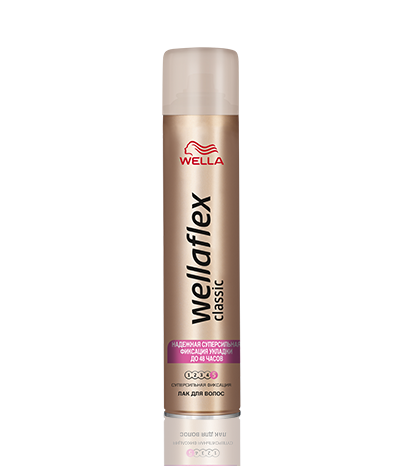 WELLA
wellaflex
classic
НАДЕЖНАЯ СУПЕРСИЛЬНАЯ
ФИКСАЦИЯ УКЛАДКИ
ДО 48 ЧАСОВ
1 2 3 4 5
СУПЕРСИЛЬНАЯ ФИКСАЦИЯ
ЛАК ДЛЯ ВОЛОС